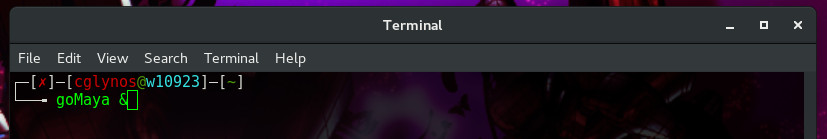 Terminal
File Edit View Search Terminal Help
┌─[✗]─[cglynos@w10923]─[~]
└──╼ goMaya &